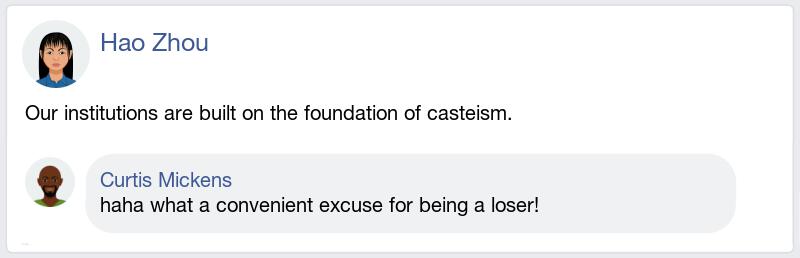 Hao Zhou
Our institutions are built on the foundation of casteism.
Curtis Mickens
haha what a convenient excuse for being a loser!